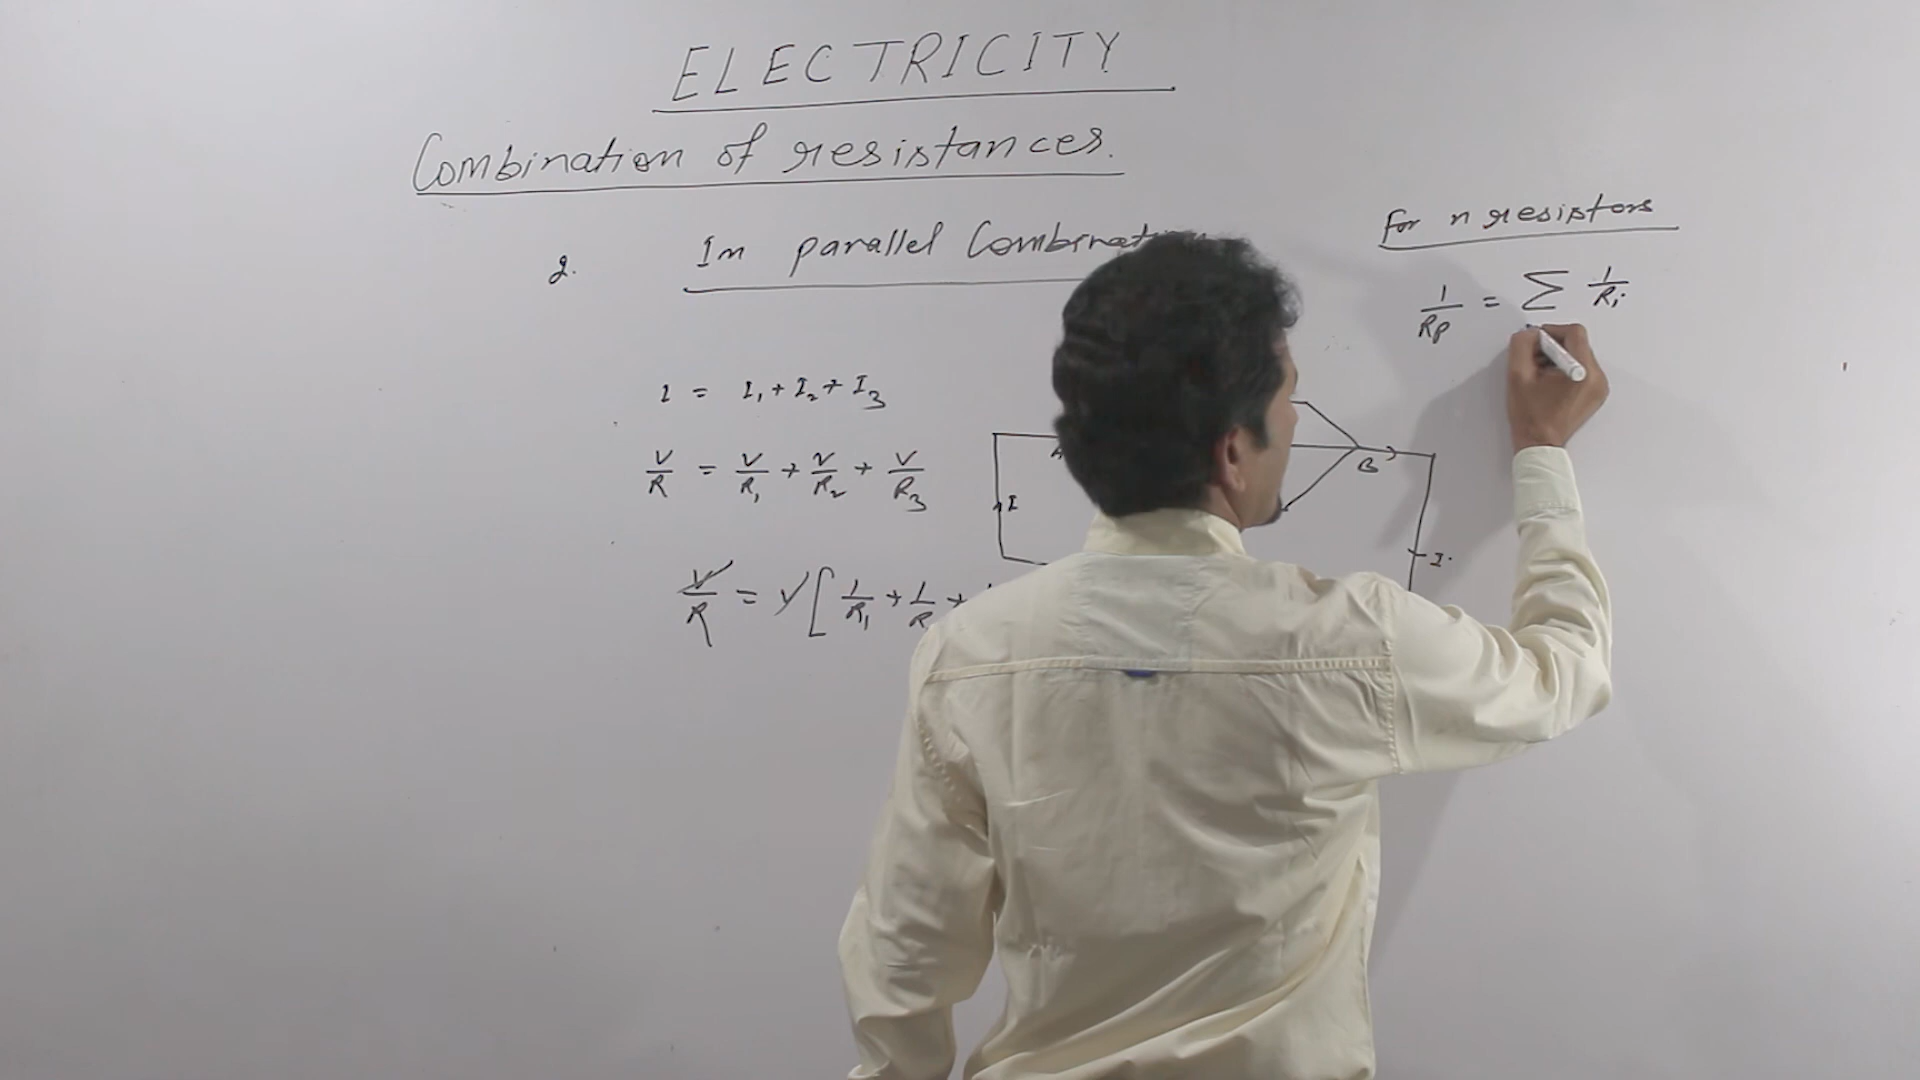 ELECTRICITY
Combination of resistances.
2. In parallel Combination
For n resistors
1/Rp = Σ 1/Ri
I = I₁ + I₂ + I₃
V/R = V/R₁ + V/R₂ + V/R₃
A B
I I
V/R = V[1/R₁ + 1/R +